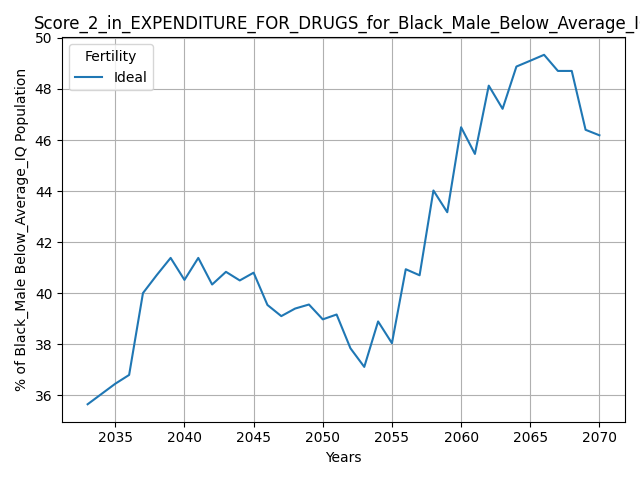 Score_2_in_EXPENDITURE_FOR_DRUGS_for_Black_Male_Below_Average_I
% of Black_Male Below_Average_IQ Population
Fertility
Ideal
50
48
46
44
42
40
38
36
2035 2040 2045 2050 2055 2060 2065 2070
Years